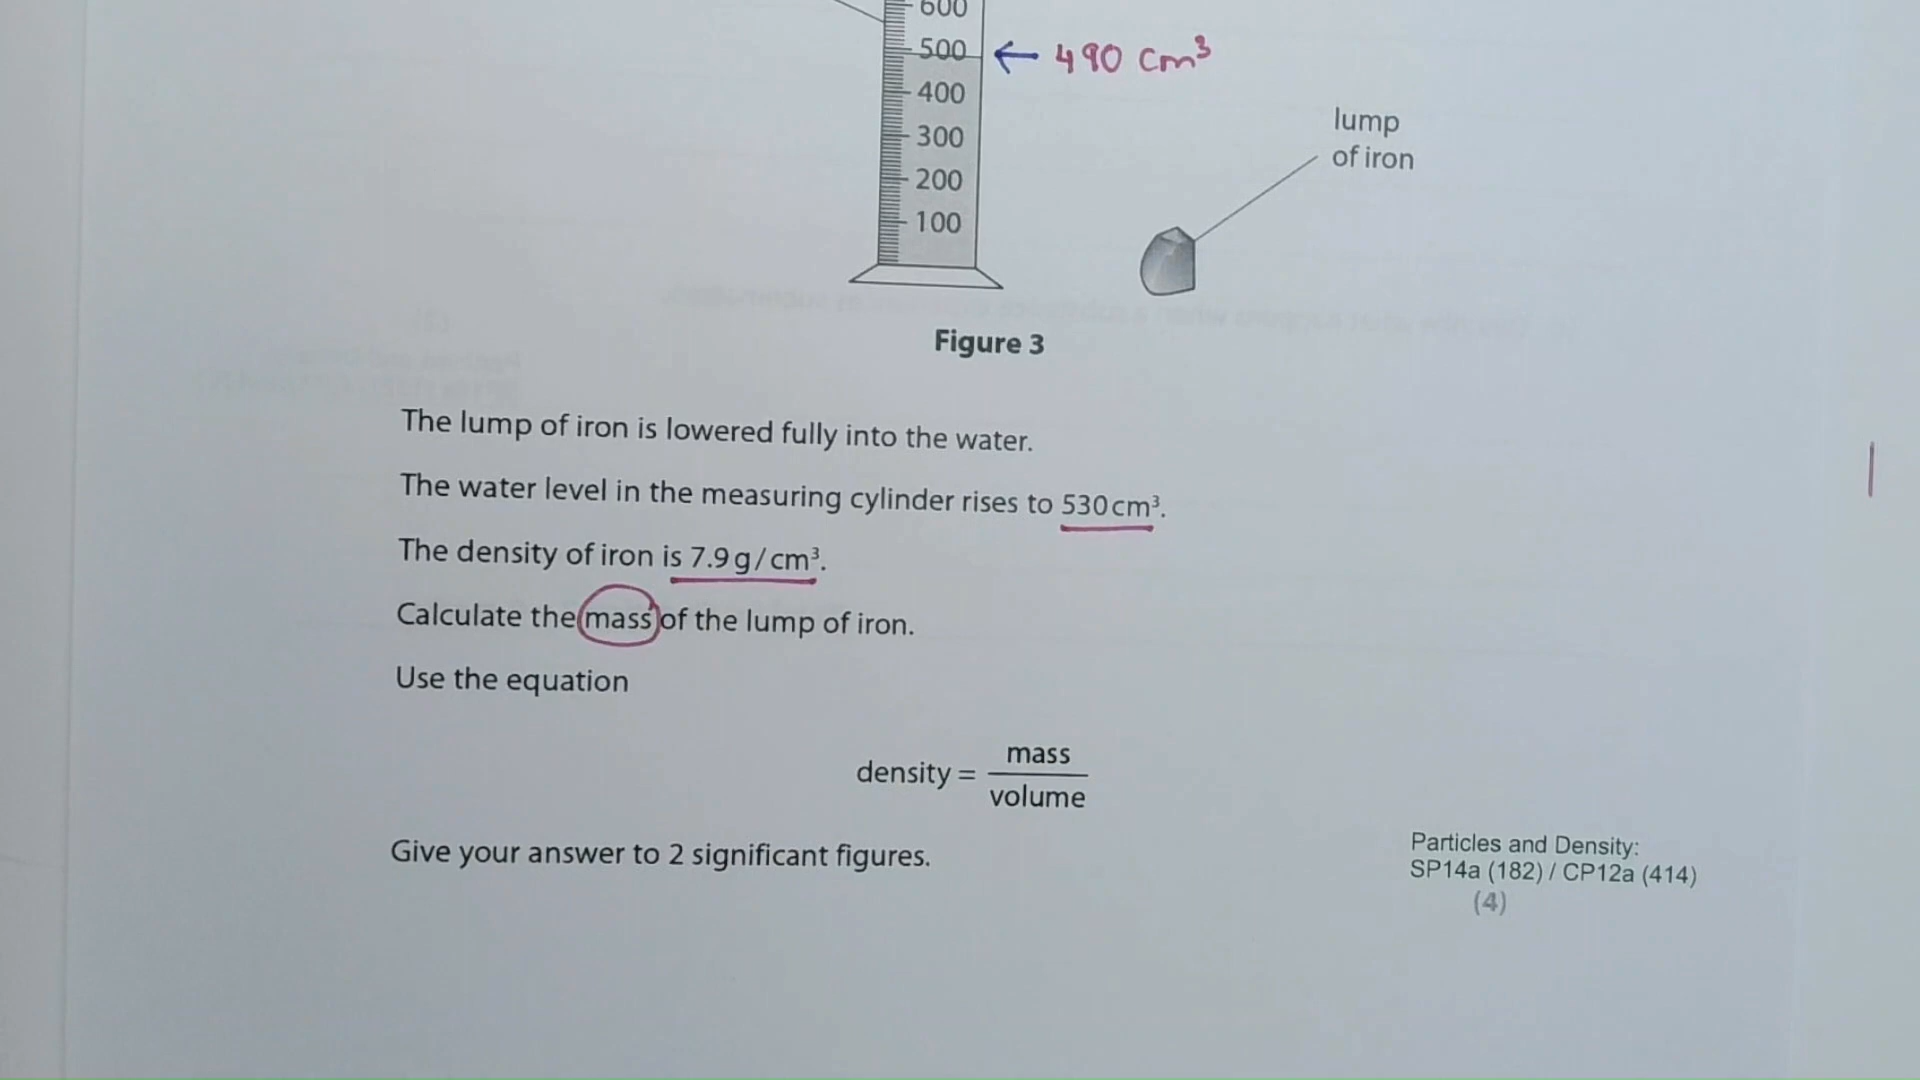 600
500 ← 490 cm³
400
300
200
100
lump
of iron
Figure 3
The lump of iron is lowered fully into the water.
The water level in the measuring cylinder rises to 530 cm³.
The density of iron is 7.9 g/cm³.
Calculate the mass of the lump of iron.
Use the equation
density = mass / volume
Give your answer to 2 significant figures.
Particles and Density:
SP14a (182) / CP12a (414)
(4)